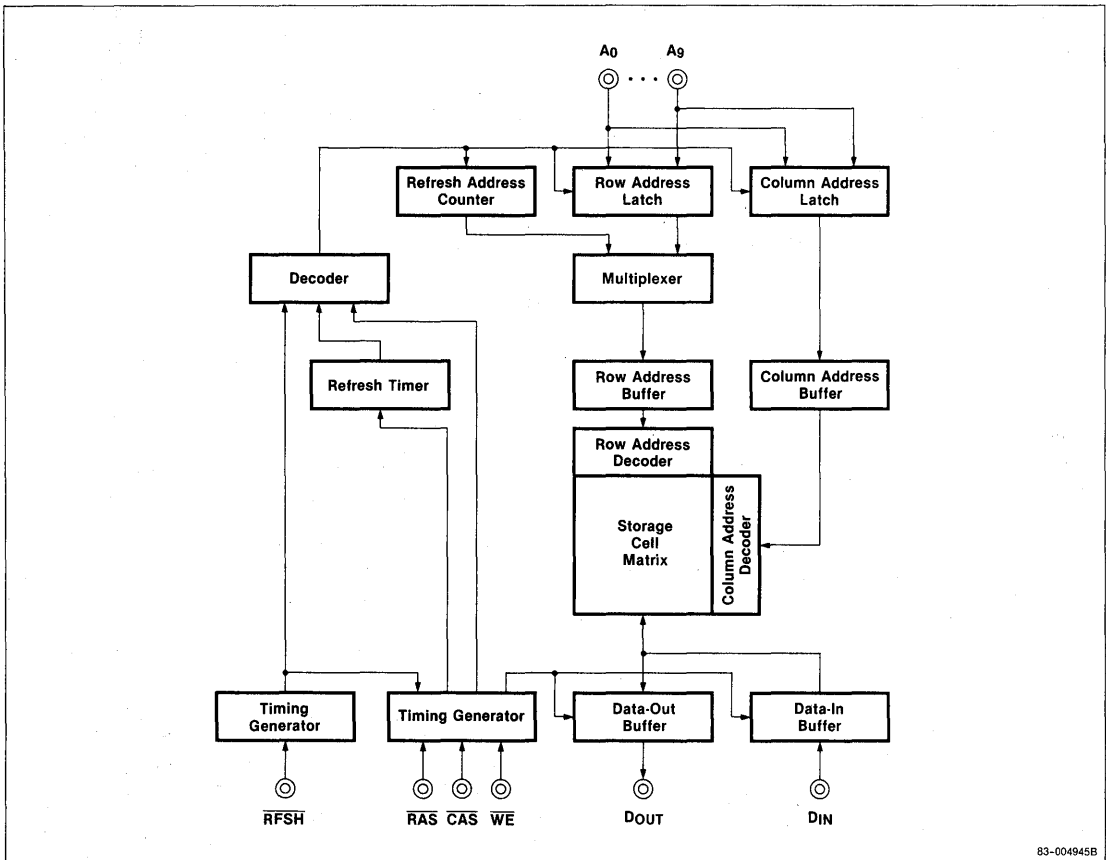 A0 · · · A9
Refresh Address
Counter
Row Address
Latch
Column Address
Latch
Decoder
Multiplexer
Refresh Timer
Row Address
Buffer
Column Address
Buffer
Row Address
Decoder
Storage
Cell
Matrix
Column Address
Decoder
Timing
Generator
Timing Generator
Data-Out
Buffer
Data-In
Buffer
RFSH
RAS
CAS
WE
DOUT
DIN
83-004945B